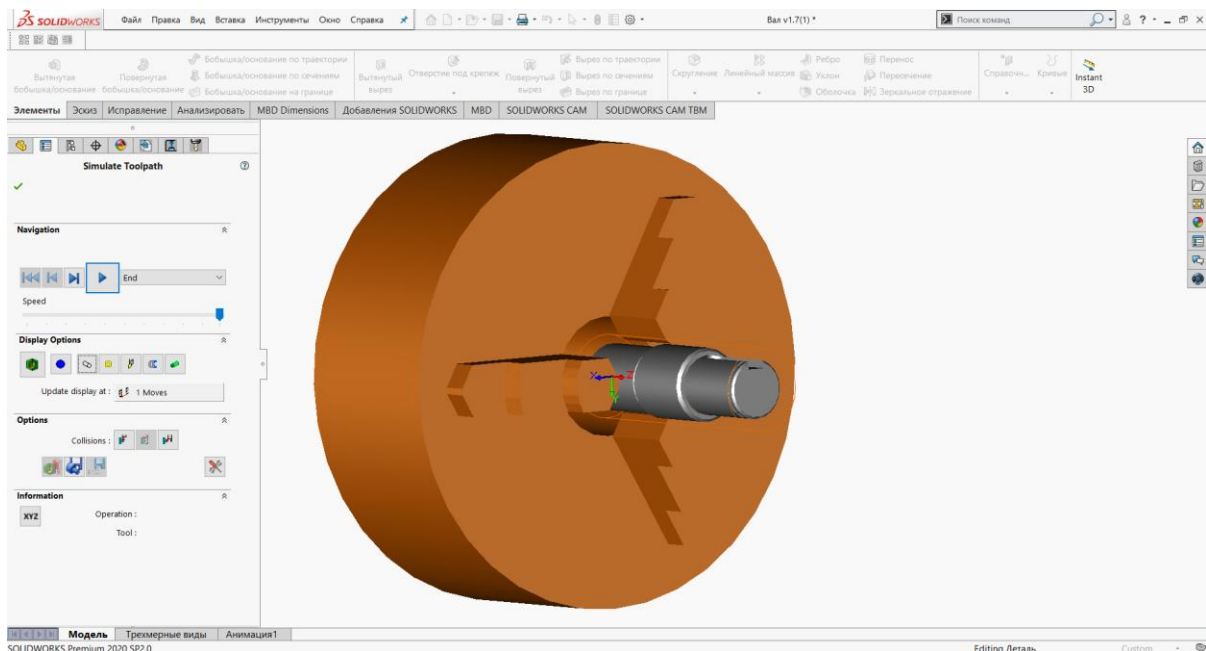 SOLIDWORKS Файл Правка Вид Вставка Инструменты Окно Справка Вал v1.7(1) * Поиск команд ?
Вытянутая бобышка/основание
Повернутая бобышка/основание
Бобышка/основание по траектории
Бобышка/основание по сечениям
Бобышка/основание на границе
Вытянутый вырез
Отверстие под крепеж
Повернутый вырез
Вырез по траектории
Вырез по сечениям
Вырез по границе
Скругление
Линейный массив
Ребро
Уклон
Оболочка
Перенос
Пересечение
Зеркальное отражение
Справочн...
Кривые
Instant 3D
Элементы Эскиз Исправление Анализировать MBD Dimensions Добавления SOLIDWORKS MBD SOLIDWORKS CAM SOLIDWORKS CAM TBM
Simulate Toolpath
Navigation
End
Speed
Display Options
Update display at : 1 Moves
Options
Collisions :
Information
XYZ Operation :
Tool :
X Z
Y
Модель Трехмерные виды Анимация1
SOLIDWORKS Premium 2020 SP2.0 Editing Деталь Custom